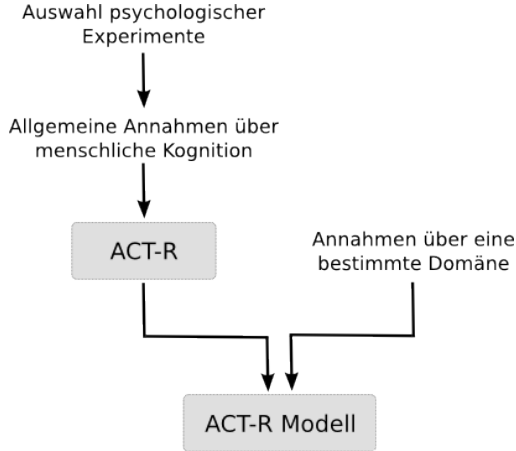 Auswahl psychologischer
Experimente
Allgemeine Annahmen über
menschliche Kognition
ACT-R
Annahmen über eine
bestimmte Domäne
ACT-R Modell